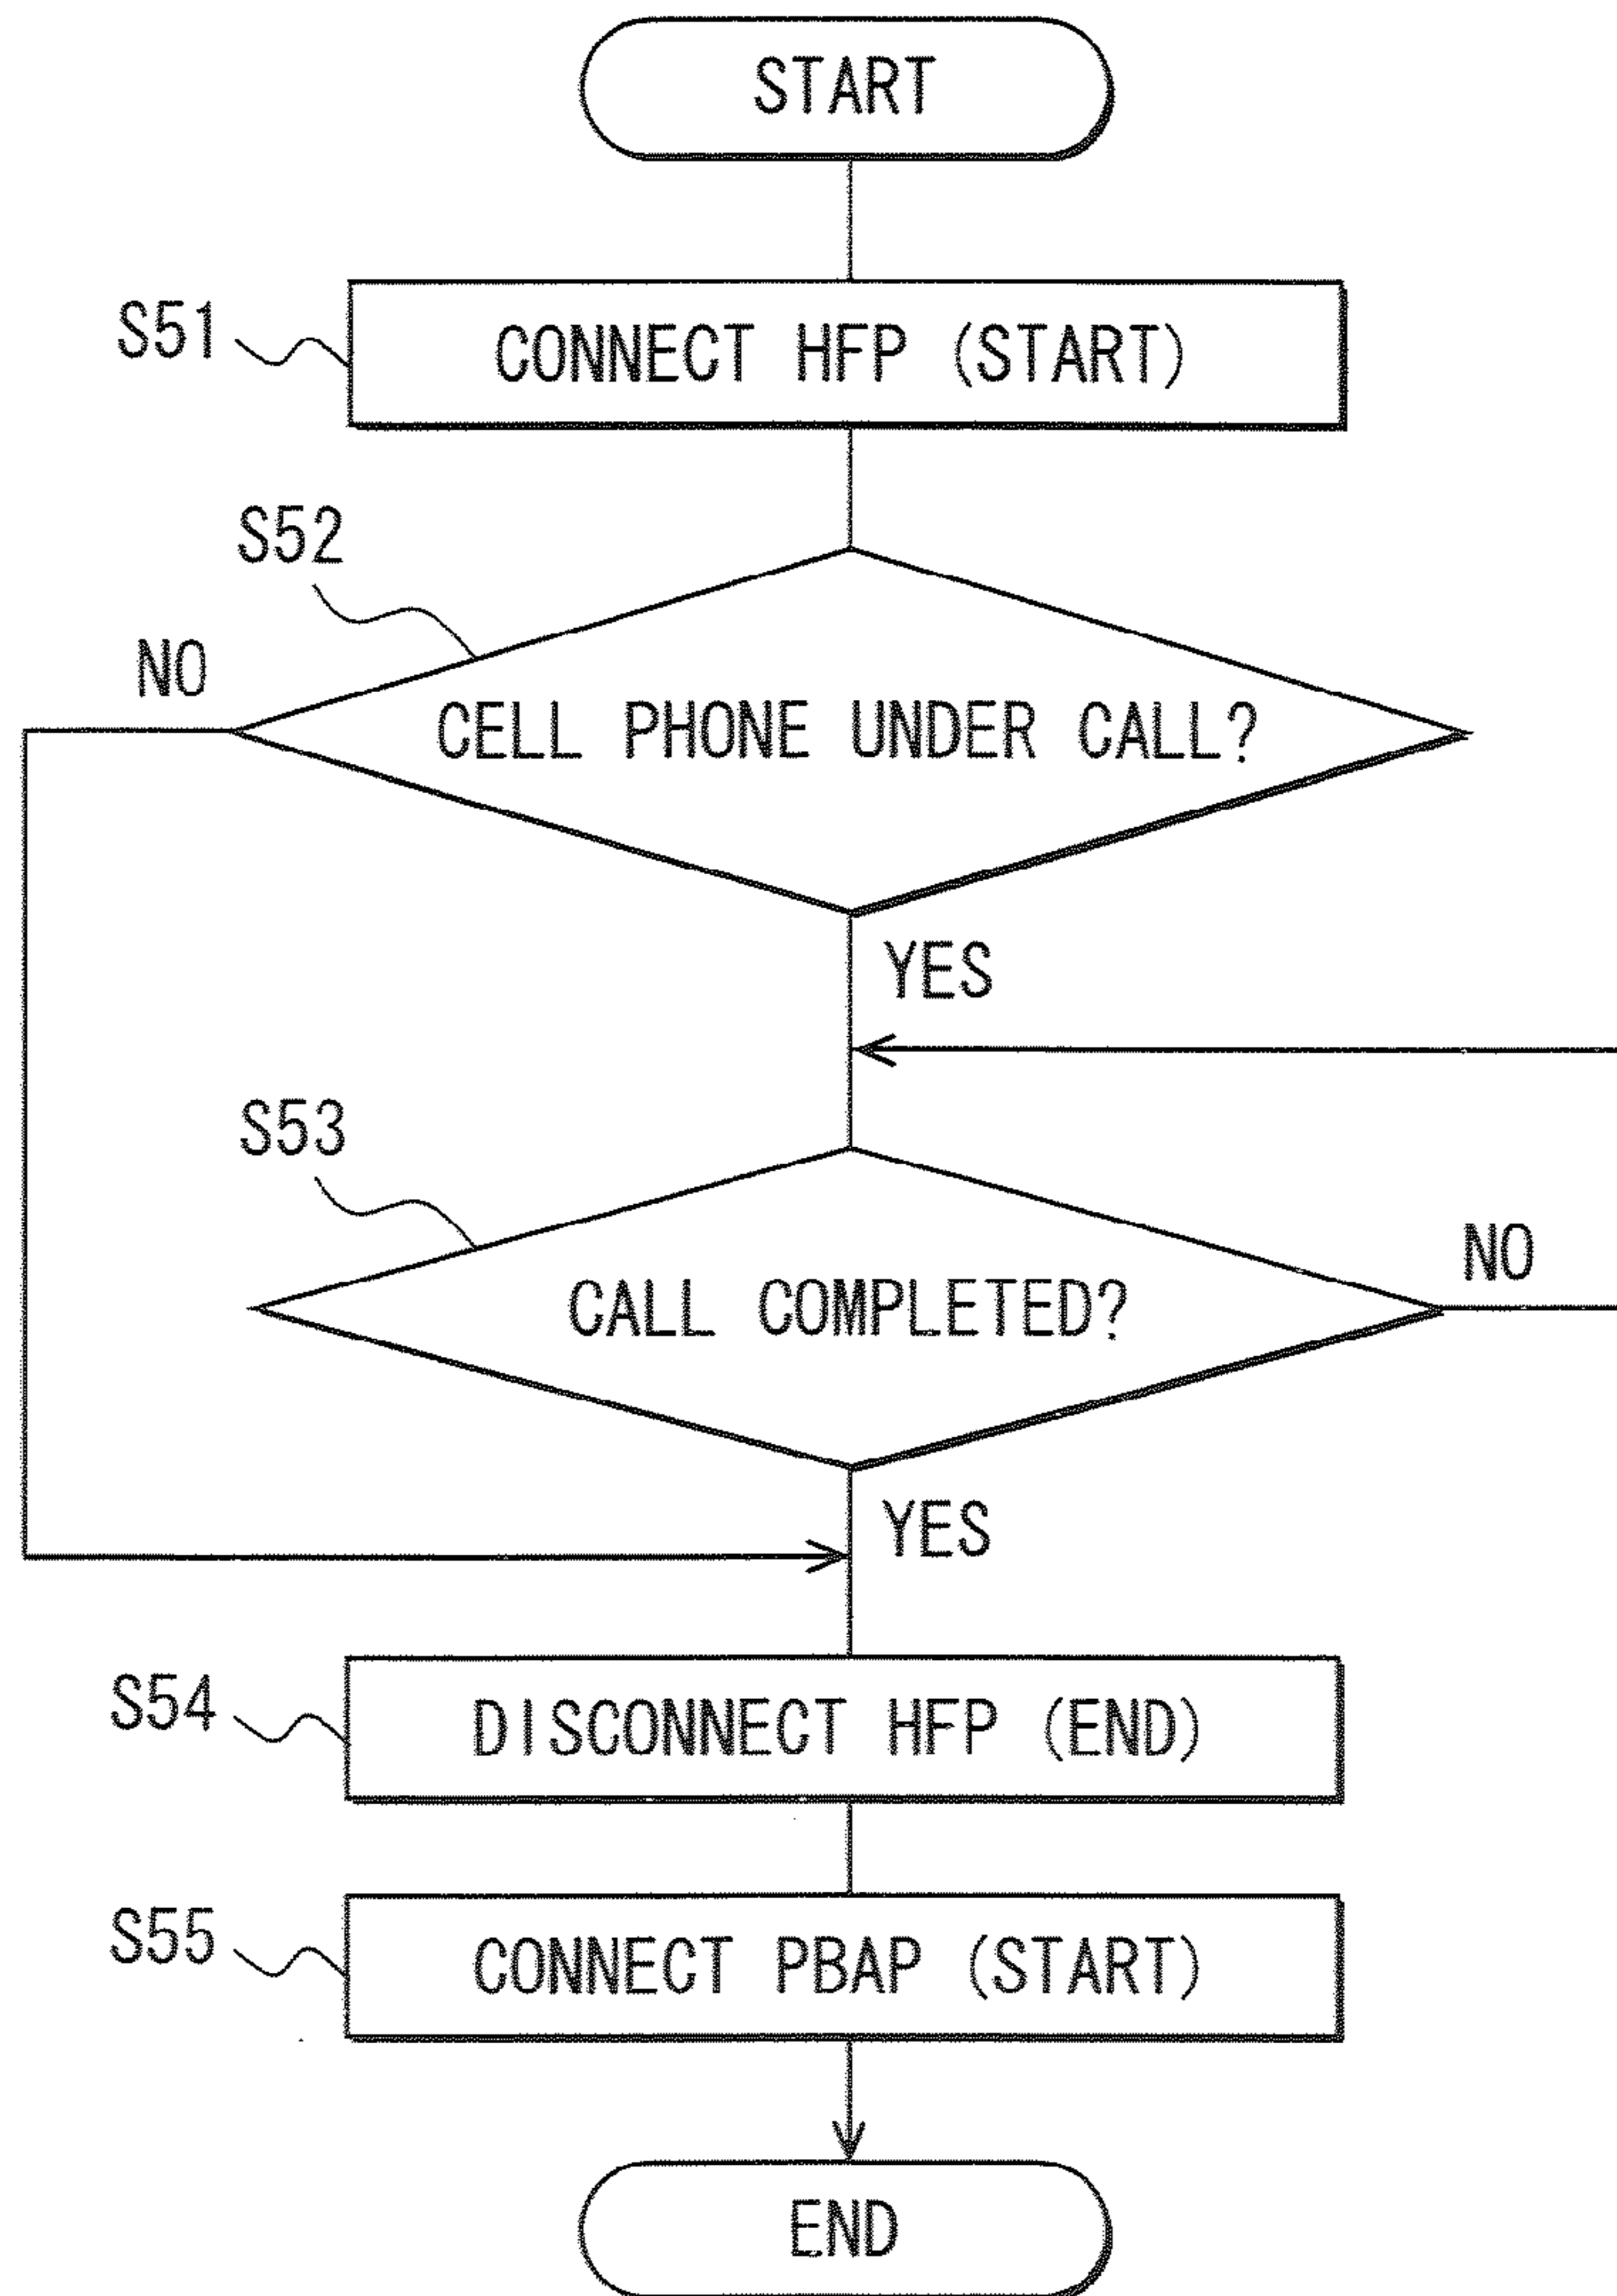 START
S51
CONNECT HFP (START)
S52
NO
CELL PHONE UNDER CALL?
YES
S53
NO
CALL COMPLETED?
YES
S54
DISCONNECT HFP (END)
S55
CONNECT PBAP (START)
END